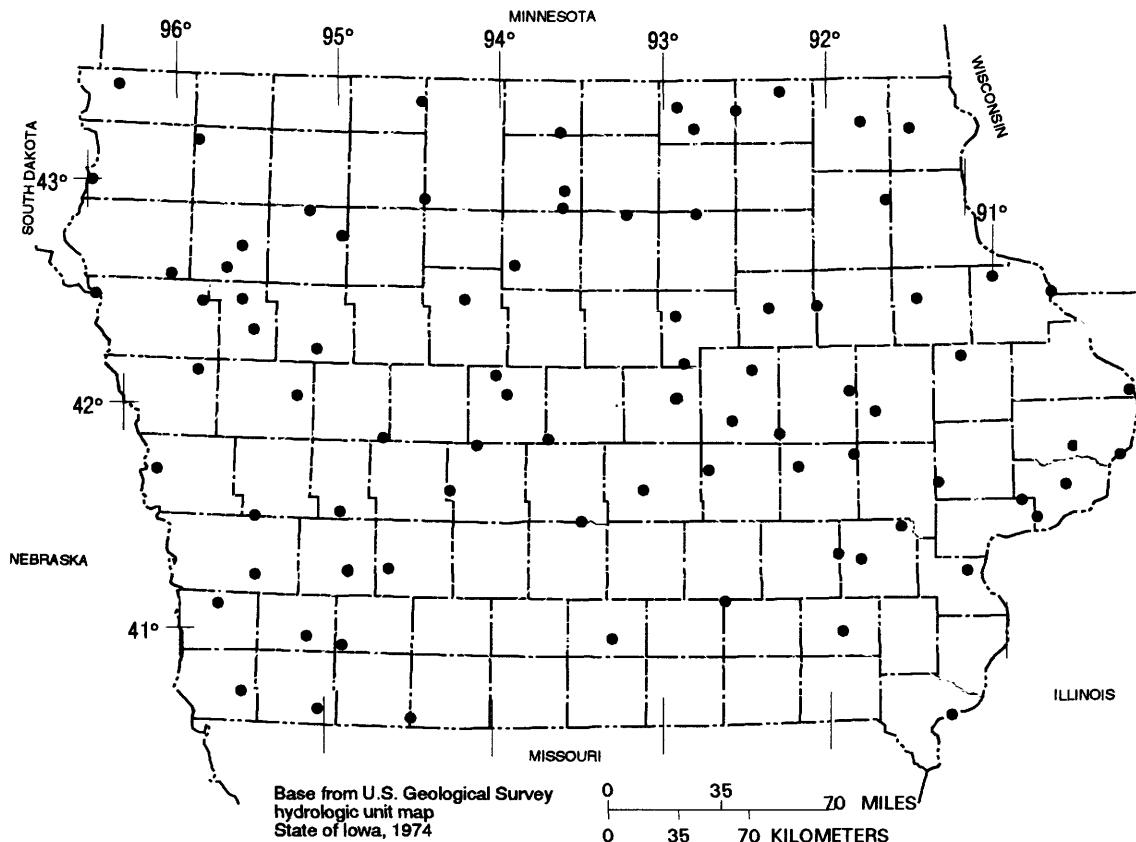 MINNESOTA
96° 95° 94° 93° 92°
WISCONSIN
SOUTH DAKOTA
43°
91°
42°
NEBRASKA
41°
ILLINOIS
MISSOURI
Base from U.S. Geological Survey
hydrologic unit map
State of Iowa, 1974
0 35 70 MILES
0 35 70 KILOMETERS